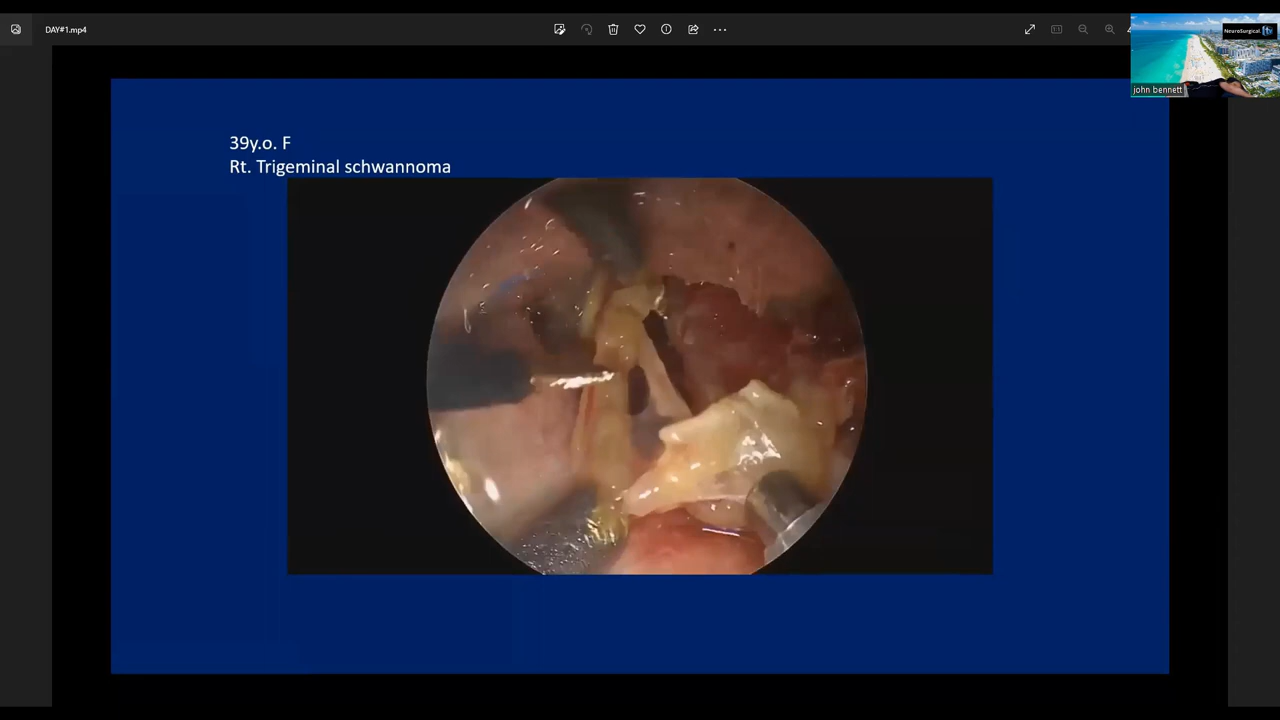 DAY#1.mp4
NeuroSurgical
john bennett
39y.o. F
Rt. Trigeminal schwannoma